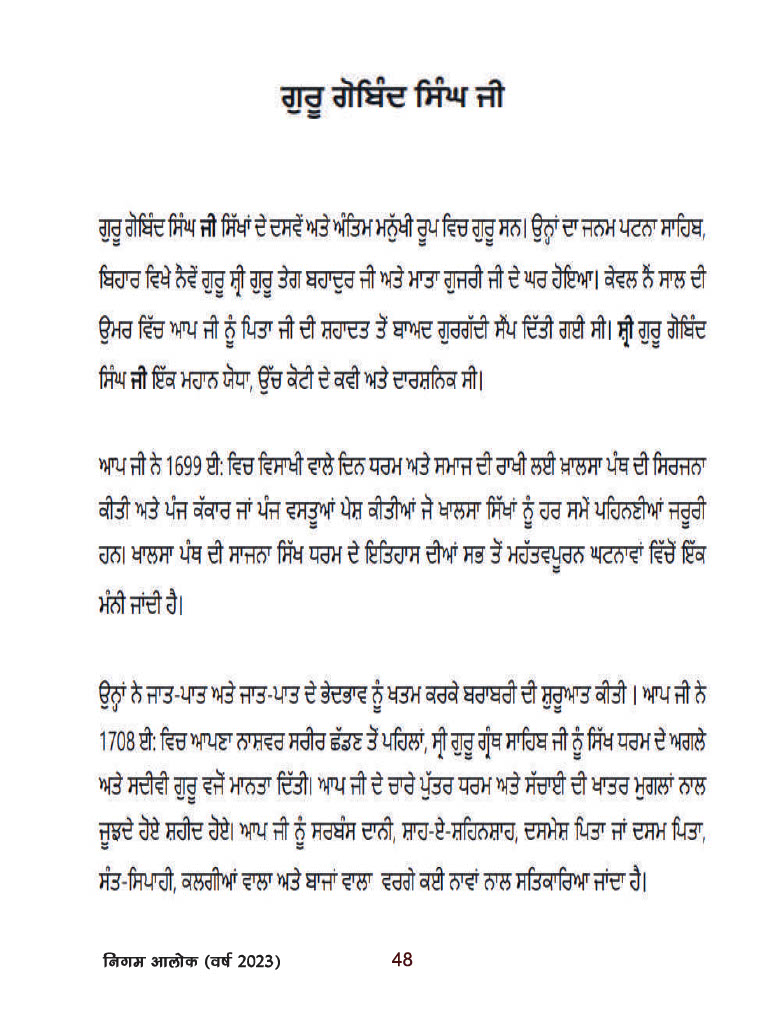 ਗੁਰੂ ਗੋਬਿੰਦ ਸਿੰਘ ਜੀ
ਗੁਰੂ ਗੋਬਿੰਦ ਸਿੰਘ ਜੀ ਸਿੱਖਾਂ ਦੇ ਦਸਵੇਂ ਅਤੇ ਅੰਤਿਮ ਮਨੁੱਖੀ ਰੂਪ ਵਿਚ ਗੁਰੂ ਸਨ। ਉਨ੍ਹਾਂ ਦਾ ਜਨਮ ਪਟਨਾ ਸਾਹਿਬ,
ਬਿਹਾਰ ਵਿਖੇ ਨੌਵੇਂ ਗੁਰੂ ਸ਼੍ਰੀ ਗੁਰੂ ਤੇਗ ਬਹਾਦੁਰ ਜੀ ਅਤੇ ਮਾਤਾ ਗੁਜਰੀ ਜੀ ਦੇ ਘਰ ਹੋਇਆ। ਕੇਵਲ ਨੌਂ ਸਾਲ ਦੀ
ਉਮਰ ਵਿੱਚ ਆਪ ਜੀ ਨੂੰ ਪਿਤਾ ਜੀ ਦੀ ਸ਼ਹਾਦਤ ਤੋਂ ਬਾਅਦ ਗੁਰਗੱਦੀ ਸੌਂਪ ਦਿੱਤੀ ਗਈ ਸੀ। ਸ਼੍ਰੀ ਗੁਰੂ ਗੋਬਿੰਦ
ਸਿੰਘ ਜੀ ਇੱਕ ਮਹਾਨ ਯੋਧਾ, ਉੱਚ ਕੋਟੀ ਦੇ ਕਵੀ ਅਤੇ ਦਾਰਸ਼ਨਿਕ ਸੀ।
ਆਪ ਜੀ ਨੇ 1699 ਈ: ਵਿਚ ਵਿਸਾਖੀ ਵਾਲੇ ਦਿਨ ਧਰਮ ਅਤੇ ਸਮਾਜ ਦੀ ਰਾਖੀ ਲਈ ਖ਼ਾਲਸਾ ਪੰਥ ਦੀ ਸਿਰਜਨਾ
ਕੀਤੀ ਅਤੇ ਪੰਜ ਕੱਕਾਰ ਜਾਂ ਪੰਜ ਵਸਤੂਆਂ ਪੇਸ਼ ਕੀਤੀਆਂ ਜੋ ਖਾਲਸਾ ਸਿੱਖਾਂ ਨੂੰ ਹਰ ਸਮੇਂ ਪਹਿਨਣੀਆਂ ਜਰੂਰੀ
ਹਨ। ਖਾਲਸਾ ਪੰਥ ਦੀ ਸਾਜਨਾ ਸਿੱਖ ਧਰਮ ਦੇ ਇਤਿਹਾਸ ਦੀਆਂ ਸਭ ਤੋਂ ਮਹੱਤਵਪੂਰਨ ਘਟਨਾਵਾਂ ਵਿੱਚੋਂ ਇੱਕ
ਮੰਨੀ ਜਾਂਦੀ ਹੈ।
ਉਨ੍ਹਾਂ ਨੇ ਜਾਤ-ਪਾਤ ਅਤੇ ਜਾਤ-ਪਾਤ ਦੇ ਭੇਦਭਾਵ ਨੂੰ ਖਤਮ ਕਰਕੇ ਬਰਾਬਰੀ ਦੀ ਸ਼ੁਰੂਆਤ ਕੀਤੀ । ਆਪ ਜੀ ਨੇ
1708 ਈ: ਵਿਚ ਆਪਣਾ ਨਾਸ਼ਵਰ ਸਰੀਰ ਛੱਡਣ ਤੋਂ ਪਹਿਲਾਂ, ਸ੍ਰੀ ਗੁਰੂ ਗ੍ਰੰਥ ਸਾਹਿਬ ਜੀ ਨੂੰ ਸਿੱਖ ਧਰਮ ਦੇ ਅਗਲੇ
ਅਤੇ ਸਦੀਵੀ ਗੁਰੂ ਵਜੋਂ ਮਾਨਤਾ ਦਿੱਤੀ। ਆਪ ਜੀ ਦੇ ਚਾਰੇ ਪੁੱਤਰ ਧਰਮ ਅਤੇ ਸੱਚਾਈ ਦੀ ਖਾਤਰ ਮੁਗਲਾਂ ਨਾਲ
ਜੂਝਦੇ ਹੋਏ ਸ਼ਹੀਦ ਹੋਏ। ਆਪ ਜੀ ਨੂੰ ਸਰਬੰਸ ਦਾਨੀ, ਸ਼ਾਹ-ਏ-ਸ਼ਹਿਨਸ਼ਾਹ, ਦਸਮੇਸ਼ ਪਿਤਾ ਜਾਂ ਦਸਮ ਪਿਤਾ,
ਸੰਤ-ਸਿਪਾਹੀ, ਕਲਗੀਆਂ ਵਾਲਾ ਅਤੇ ਬਾਜਾਂ ਵਾਲਾ ਵਰਗੇ ਕਈ ਨਾਵਾਂ ਨਾਲ ਸਤਿਕਾਰਿਆ ਜਾਂਦਾ ਹੈ।
निगम आलोक (वर्ष 2023) 48